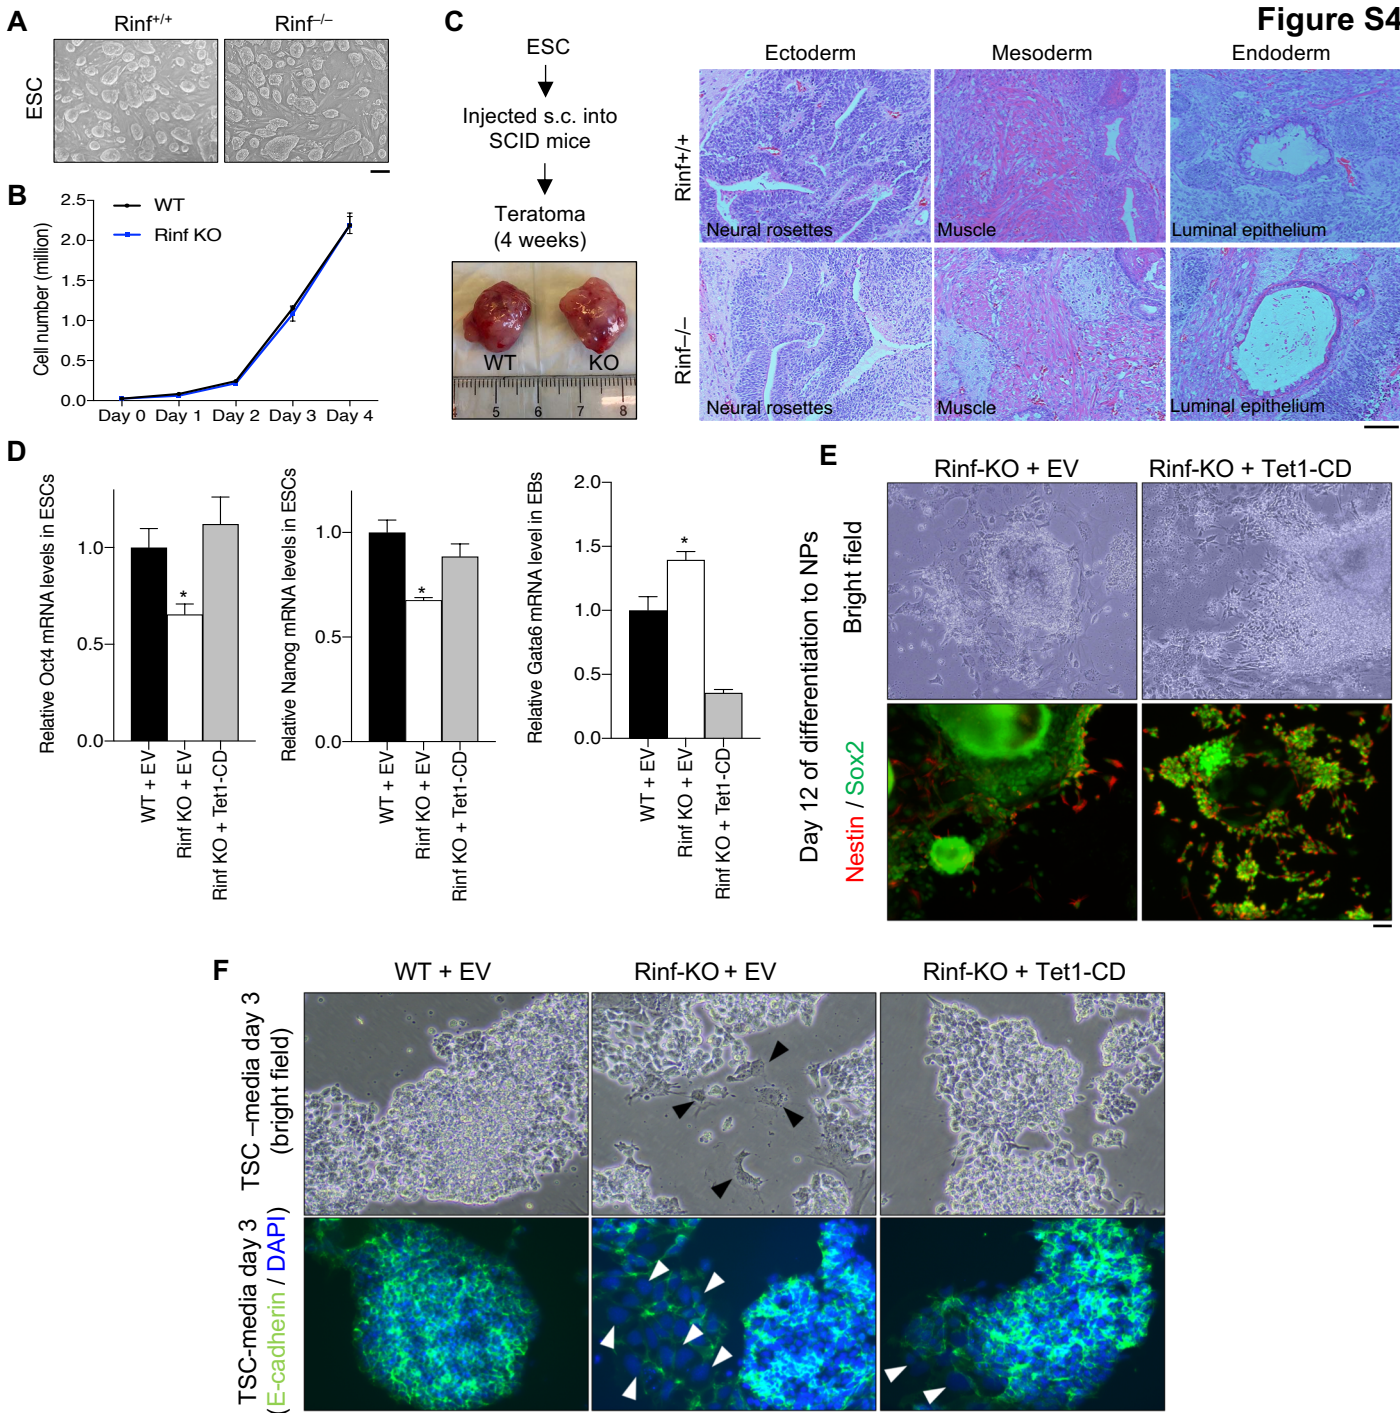 Figure S4
A
Rinf+/+
Rinf–/–
ESC
B
Cell number (million)
2.5
2.0
1.5
1.0
0.5
0.0
WT
Rinf KO
Day 0
Day 1
Day 2
Day 3
Day 4
C
ESC
Injected s.c. into
SCID mice
Teratoma
(4 weeks)
WT
KO
4
5
6
7
8
Ectoderm
Mesoderm
Endoderm
Rinf+/+
Neural rosettes
Muscle
Luminal epithelium
Rinf–/–
Neural rosettes
Muscle
Luminal epithelium
D
Relative Oct4 mRNA levels in ESCs
1.0
0.5
0.0
*
WT + EV
Rinf KO + EV
Rinf KO + Tet1-CD
Relative Nanog mRNA levels in ESCs
1.0
0.5
0.0
*
WT + EV
Rinf KO + EV
Rinf KO + Tet1-CD
Relative Gata6 mRNA level in EBs
2.0
1.5
1.0
0.5
0.0
*
WT + EV
Rinf KO + EV
Rinf KO + Tet1-CD
E
Rinf-KO + EV
Rinf-KO + Tet1-CD
Day 12 of differentiation to NPs
Bright field
Nestin / Sox2
F
WT + EV
Rinf-KO + EV
Rinf-KO + Tet1-CD
TSC –media day 3
(bright field)
TSC-media day 3
(E-cadherin / DAPI)